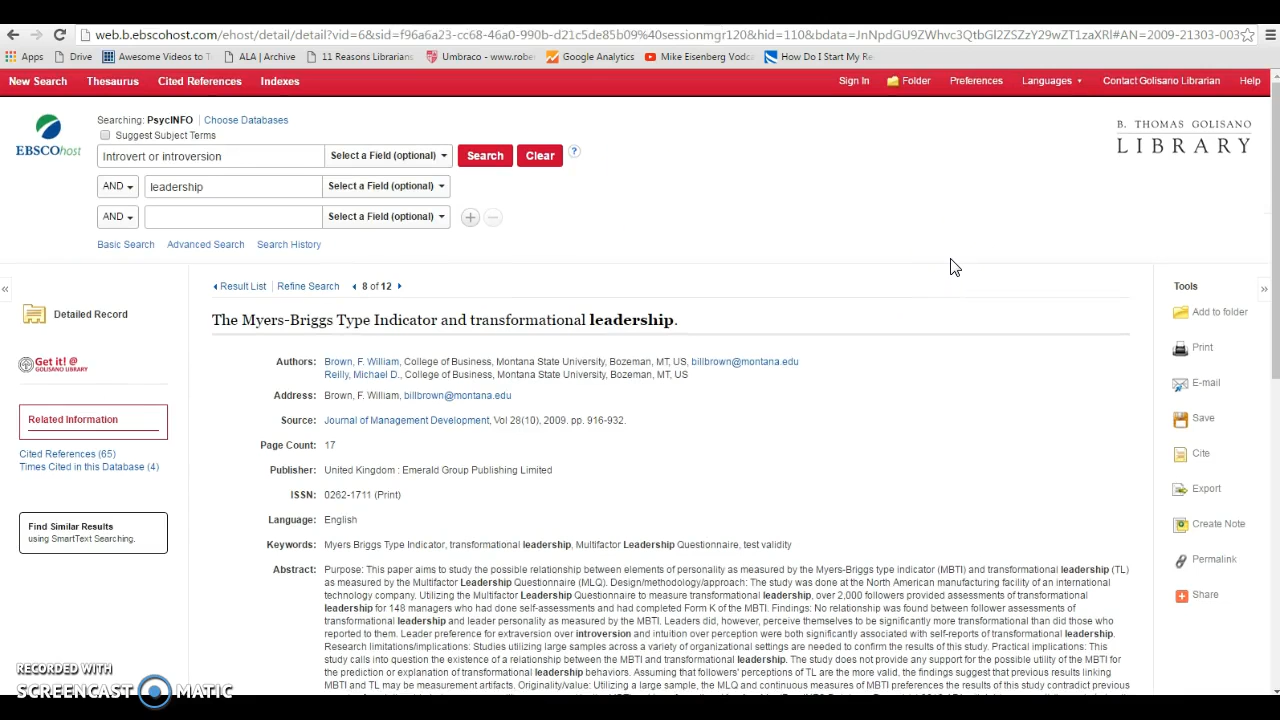 web.b.ebscohost.com/ehost/detail/detail?vid=6&sid=f96a6a23-cc68-46a0-990b-d21c5de85b09%40sessionmgr120&hid=110&bdata=JnNpdGU9ZWhvc3QtbGl2ZSZzY29wZT1zaXRl#AN=2009-21303-003
Apps Drive Awesome Videos to T ALA | Archive 11 Reasons Librarians Umbraco - www.robe Google Analytics Mike Eisenberg Vodca How Do I Start My Re
New Search Thesaurus Cited References Indexes Sign In Folder Preferences Languages Contact Golisano Librarian Help
Searching: PsycINFO | Choose Databases
Suggest Subject Terms
EBSCOhost
Introvert or introversion Select a Field (optional) Search Clear ?
AND leadership Select a Field (optional)
AND Select a Field (optional)
Basic Search Advanced Search Search History
B. THOMAS GOLISANO
LIBRARY
Result List Refine Search 8 of 12
Detailed Record
Get it! @
GOLISANO LIBRARY
Related Information
Cited References (65)
Times Cited in this Database (4)
Find Similar Results
using SmartText Searching.
The Myers-Briggs Type Indicator and transformational leadership.
Authors: Brown, F. William, College of Business, Montana State University, Bozeman, MT, US, billbrown@montana.edu
Reilly, Michael D., College of Business, Montana State University, Bozeman, MT, US
Address: Brown, F. William, billbrown@montana.edu
Source: Journal of Management Development, Vol 28(10), 2009. pp. 916-932.
Page Count: 17
Publisher: United Kingdom : Emerald Group Publishing Limited
ISSN: 0262-1711 (Print)
Language: English
Keywords: Myers Briggs Type Indicator, transformational leadership, Multifactor Leadership Questionnaire, test validity
Abstract: Purpose: This paper aims to study the possible relationship between elements of personality as measured by the Myers-Briggs type indicator (MBTI) and transformational leadership (TL)
as measured by the Multifactor Leadership Questionnaire (MLQ). Design/methodology/approach: The study was done at the North American manufacturing facility of an international
technology company. Utilizing the Multifactor Leadership Questionnaire to measure transformational leadership, over 2,000 followers provided assessments of transformational
leadership for 148 managers who had done self-assessments and had completed Form K of the MBTI. Findings: No relationship was found between follower assessments of
transformational leadership and leader personality as measured by the MBTI. Leaders did, however, perceive themselves to be significantly more transformational than did those who
reported to them. Leader preference for extraversion over introversion and intuition over perception were both significantly associated with self-reports of transformational leadership.
Research limitations/implications: Studies utilizing large samples across a variety of organizational settings are needed to confirm the results of this study. Practical implications: This
study calls into question the existence of a relationship between the MBTI and transformational leadership. The study does not provide any support for the possible utility of the MBTI for
the prediction or explanation of transformational leadership behaviors. Assuming that followers' perceptions of TL are the more valid, the findings suggest that previous results linking
MBTI and TL may be measurement artifacts. Originality/value: Utilizing a large sample, the MLQ and continuous measures of MBTI preferences the results of this study contradict previous
Tools
Add to folder
Print
E-mail
Save
Cite
Export
Create Note
Permalink
Share
RECORDED WITH
SCREENCAST MATIC